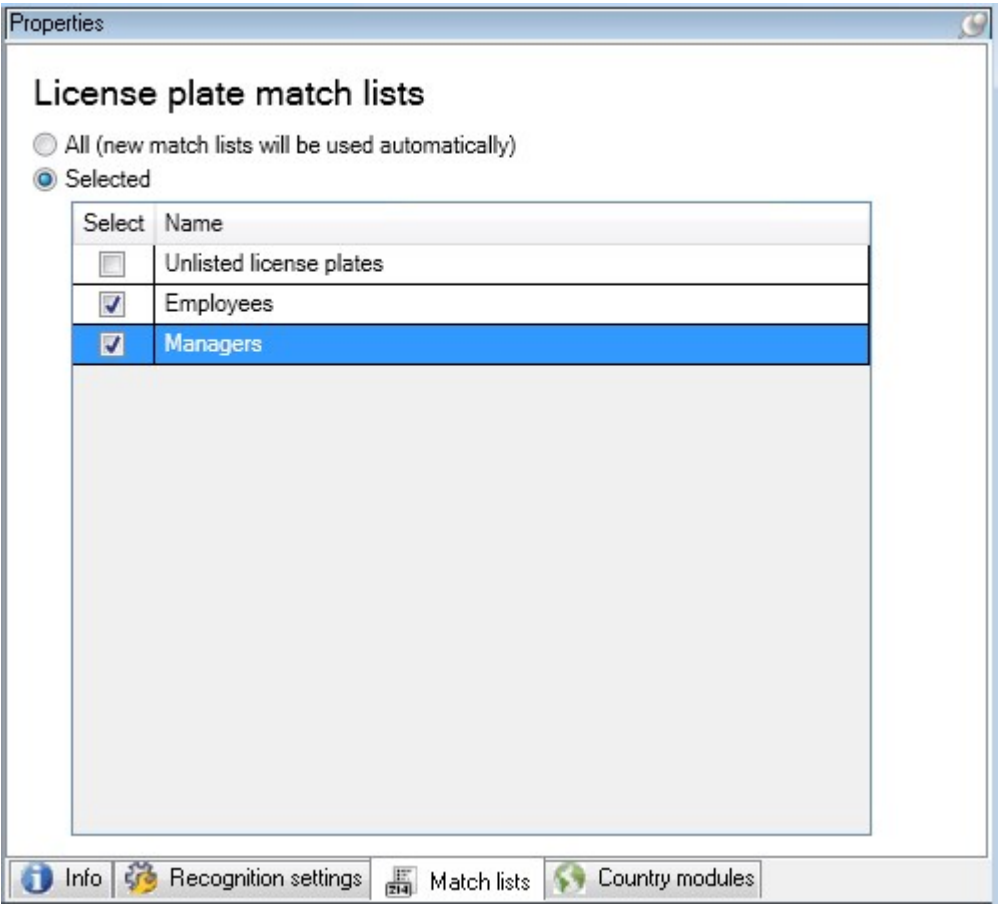 Properties
License plate match lists
All (new match lists will be used automatically)
Selected
Select Name
Unlisted license plates
Employees
Managers
Info Recognition settings 214 Match lists Country modules